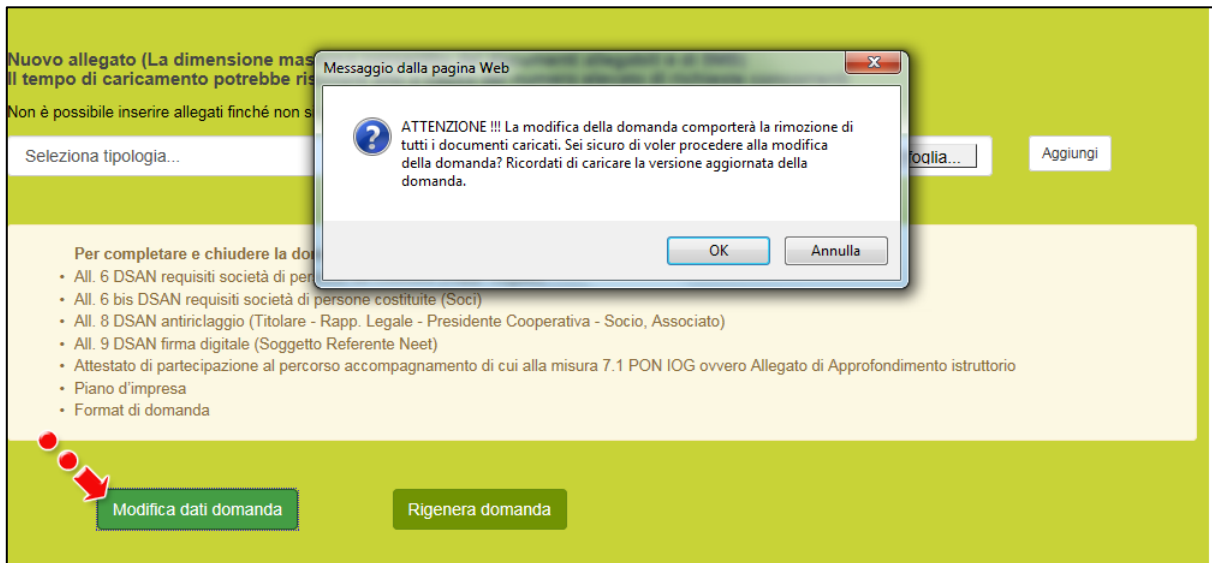 Nuovo allegato (La dimensione mas
Il tempo di caricamento potrebbe ris
Non è possibile inserire allegati finché non s
Seleziona tipologia...
foglia...
Aggiungi
Messaggio dalla pagina Web
ATTENZIONE !!! La modifica della domanda comporterà la rimozione di
tutti i documenti caricati. Sei sicuro di voler procedere alla modifica
della domanda? Ricordati di caricare la versione aggiornata della
domanda.
OK
Annulla
Per completare e chiudere la do
• All. 6 DSAN requisiti società di per
• All. 6 bis DSAN requisiti società di persone costituite (Soci)
• All. 8 DSAN antiriclaggio (Titolare - Rapp. Legale - Presidente Cooperativa - Socio, Associato)
• All. 9 DSAN firma digitale (Soggetto Referente Neet)
• Attestato di partecipazione al percorso accompagnamento di cui alla misura 7.1 PON IOG ovvero Allegato di Approfondimento istruttorio
• Piano d'impresa
• Format di domanda
Modifica dati domanda
Rigenera domanda